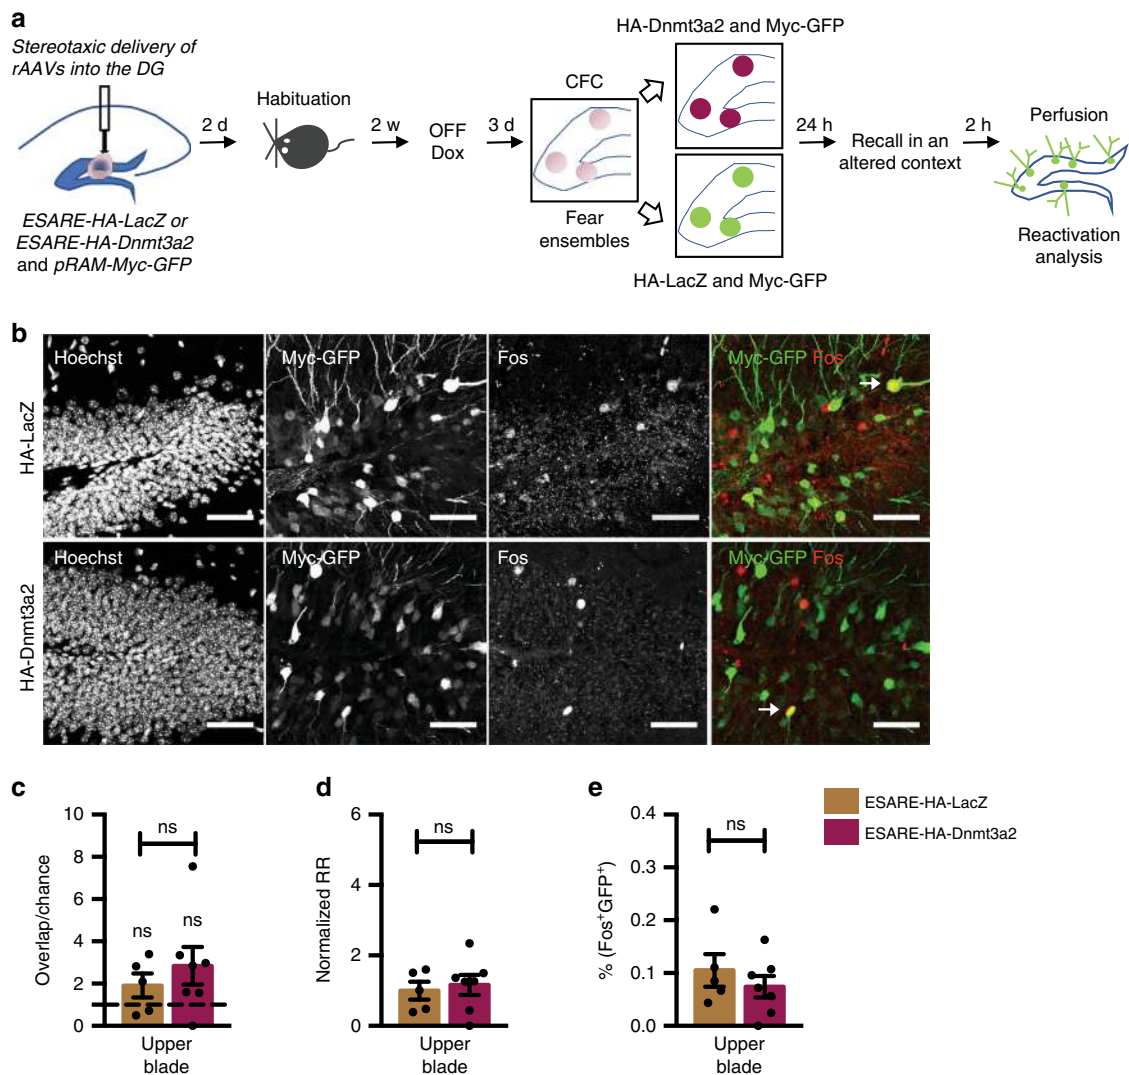 a
Stereotaxic delivery of
rAAVs into the DG
ESARE-HA-LacZ or
ESARE-HA-Dnmt3a2
and pRAM-Myc-GFP
2 d
Habituation
2 w
OFF
Dox
3 d
CFC
Fear
ensembles
HA-Dnmt3a2 and Myc-GFP
HA-LacZ and Myc-GFP
24 h
Recall in an
altered context
2 h
Perfusion
Reactivation
analysis
b
HA-LacZ
Hoechst
Myc-GFP
Fos
Myc-GFP Fos
HA-Dnmt3a2
Hoechst
Myc-GFP
Fos
Myc-GFP Fos
c
Overlap/chance
10
8
6
4
2
0
ns
ns
ns
Upper
blade
d
Normalized RR
6
4
2
0
ns
Upper
blade
e
% (Fos⁺GFP⁺)
0.4
0.3
0.2
0.1
0.0
ns
Upper
blade
ESARE-HA-LacZ
ESARE-HA-Dnmt3a2